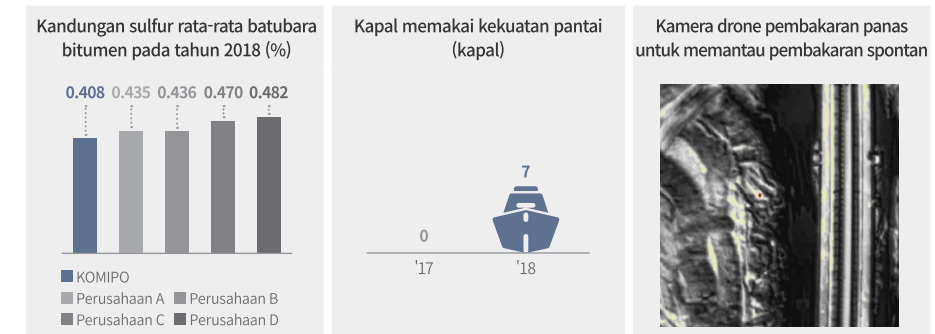 Kandungan sulfur rata-rata batubara
bitumen pada tahun 2018 (%)
0.408 0.435 0.436 0.470 0.482
KOMIPO
Perusahaan A Perusahaan B
Perusahaan C Perusahaan D
Kapal memakai kekuatan pantai
(kapal)
7
0
'17 '18
Kamera drone pembakaran panas
untuk memantau pembakaran spontan